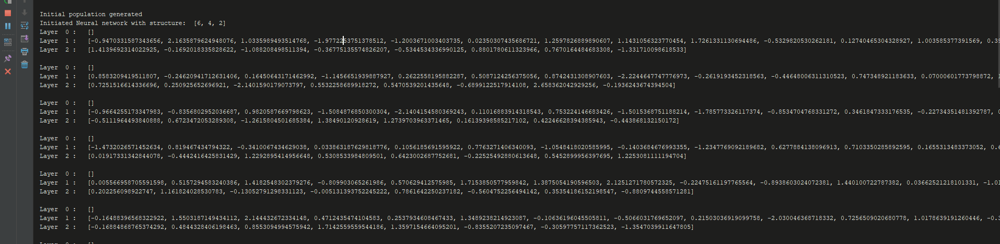 Initial population generated
Initiated Neural network with structure:  [6, 4, 2]
Layer  0 :   []
Layer  1 :   [-0.9470331587343656, 2.1635879624948076, 1.0335989493514768, -1.9772253751378512, -1.2003671003403735, 0.02350307435686721, 1.2597826889890607, 1.1431056323770454, 1.7261331130694486, -0.5329820530262181, 0.12740465304328927, 1.003585377391569, 0.39
Layer  2 :   [1.4139692314022925, -0.1692018335828622, -1.088208498511394, -0.36775135574826207, -0.5344534336990125, 0.8801780611323966, 0.7670164484683308, -1.331710098618533]
Layer  0 :   []
Layer  1 :   [0.8583209419511807, -0.24620941712631406, 0.16450643171462992, -1.1456651939887927, 0.2622558195882287, 0.5087124256375056, 0.8742431308907603, -2.2244647747776973, -0.2619193452318563, -0.44648006311310523, 0.747348921183633, 0.07000601773798872, 1
Layer  2 :   [0.7251516614336696, 0.250925652696921, -2.1401590179073797, 0.5532258689918272, 0.5470539201435648, -0.6899122517914108, 2.658362042929256, -0.1936243674394504]
Layer  0 :   []
Layer  1 :   [-0.9664255173347983, -0.8356802952036687, 0.9820587669798623, -1.5084876850300304, -2.1404154580369243, 0.11016883914318543, 0.753224146683426, -1.5015368751188214, -1.785773326117374, -0.8534704768331272, 0.3461847333176535, -0.227344351481392787,
Layer  2 :   [-0.5111964493840888, 0.6723472053289308, -1.2615804501685384, 1.38490120928619, 1.2739703963371465, 0.16139398585217102, 0.42246628394385943, -0.443868132150172]
Layer  0 :   []
Layer  1 :   [-1.4732026571452634, 0.819467434794322, -0.3410067434629038, 0.033863187629818776, 0.1056185691595922, 0.7763271406340093, -1.0548418020585995, -0.1403684676993355, -1.2347769092189682, 0.6277884138096913, 0.7103350285892595, 0.1655313483373052, 0.6
Layer  2 :   [0.01917331342844078, -0.4442416425831429, 1.2292895414956648, 0.5308533984809501, 0.6423002687752681, -0.22525492880613648, 0.5452899956397695, 1.2253081111194704]
Layer  0 :   []
Layer  1 :   [0.005566958705591598, 0.5157294583240386, 1.4182548302379276, -0.809903065261986, 0.570629412575985, 1.7153850577959842, 1.3875054190596503, 2.1251271780572325, -0.22475161197765564, -0.8938603024072381, 1.440100722787382, 0.03662521218101331, -1.01
Layer  2 :   [0.202256098922747, 1.161824028530783, -0.13052791298331123, -0.005131393752245222, 0.7861642250237182, -0.5604752256494142, 0.35354186152198547, -0.8809744558571281]
Layer  0 :   []
Layer  1 :   [-0.16488396568322922, 1.5503187149434112, 2.144432672334148, 0.4712435474104583, 0.2537934608467433, 1.3489238214923087, -0.10636196045505811, -0.5066031769652097, 0.21503036919099758, -2.030046368718332, 0.7256509020680778, 1.0178639191260446, -0.3
Layer  2 :   [-0.16884868765374292, 0.4844328406198463, 0.8553094994575942, 1.7142559559544186, 1.3597154664095201, -0.8355207235097467, -0.30597757117362523, -1.3547039911647805]
Layer  0 :   []